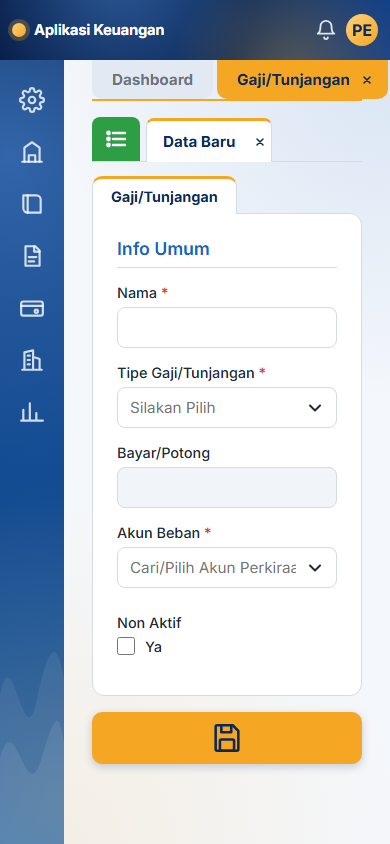 Aplikasi Keuangan
PE
Dashboard
Gaji/Tunjangan ×
Data Baru ×
Gaji/Tunjangan
Info Umum
Nama *
Tipe Gaji/Tunjangan *
Silakan Pilih
Bayar/Potong
Akun Beban *
Cari/Pilih Akun Perkiraa
Non Aktif
Ya